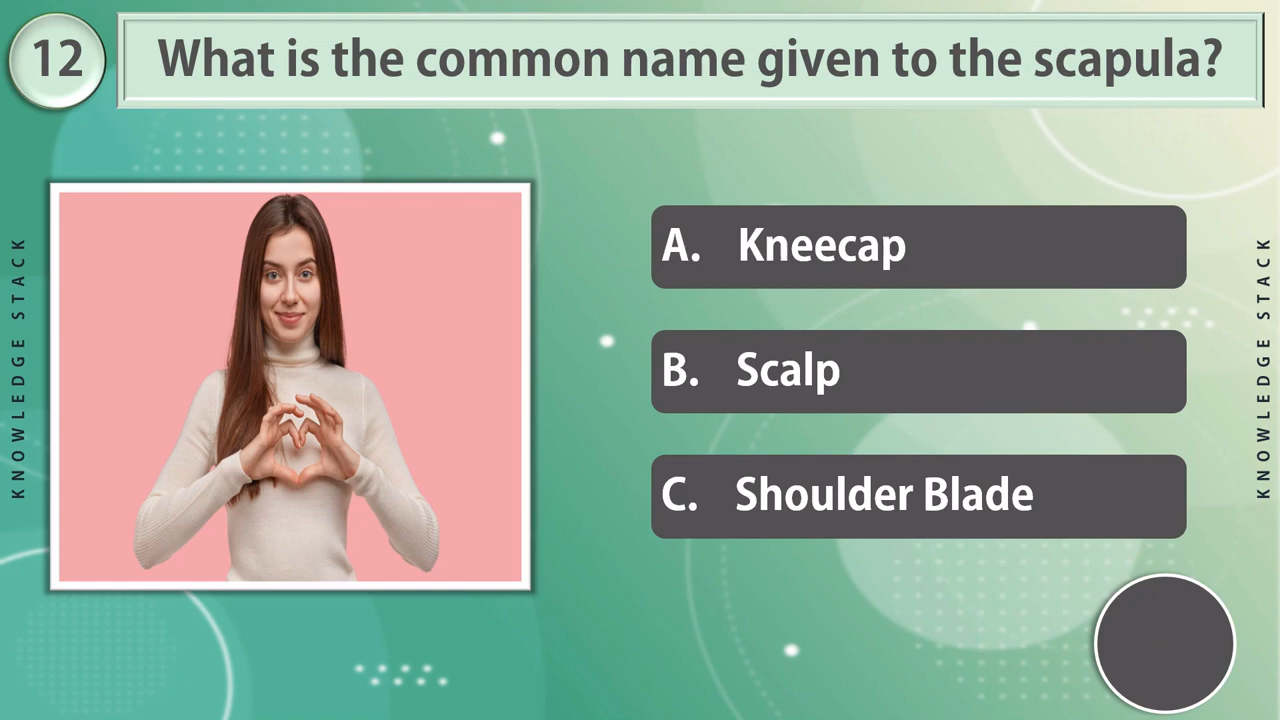 12
What is the common name given to the scapula?
KNOWLEDGE STACK
A. Kneecap
B. Scalp
C. Shoulder Blade
KNOWLEDGE STACK